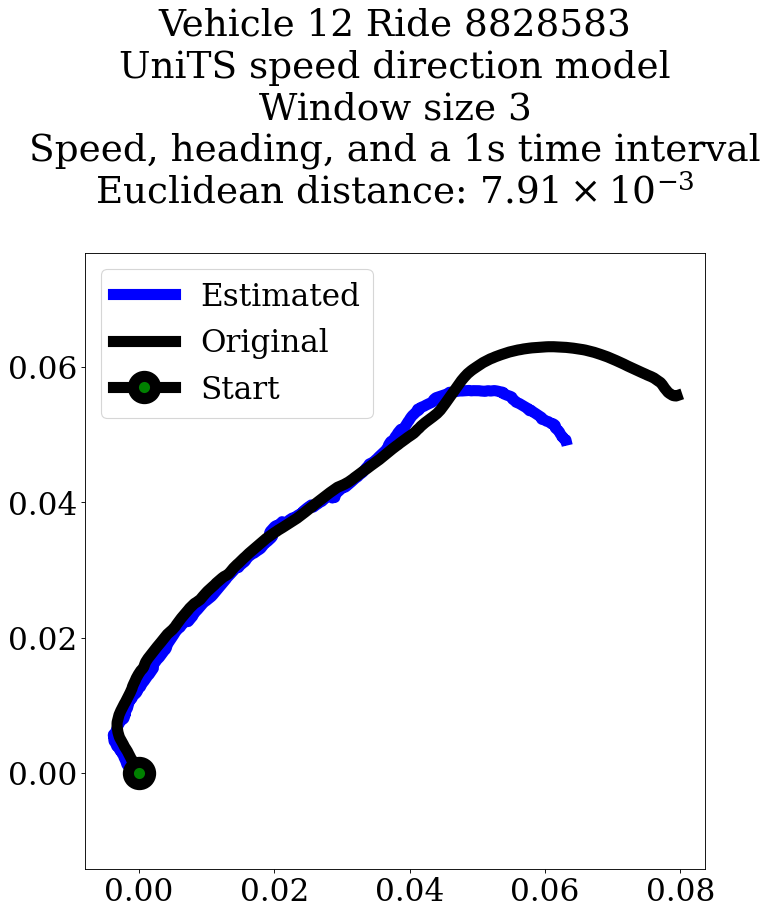 Vehicle 12 Ride 8828583
UniTS speed direction model
Window size 3
Speed, heading, and a 1s time interval
Euclidean distance: 7.91 × 10⁻³
Estimated
Original
Start
0.06
0.04
0.02
0.00
0.00 0.02 0.04 0.06 0.08